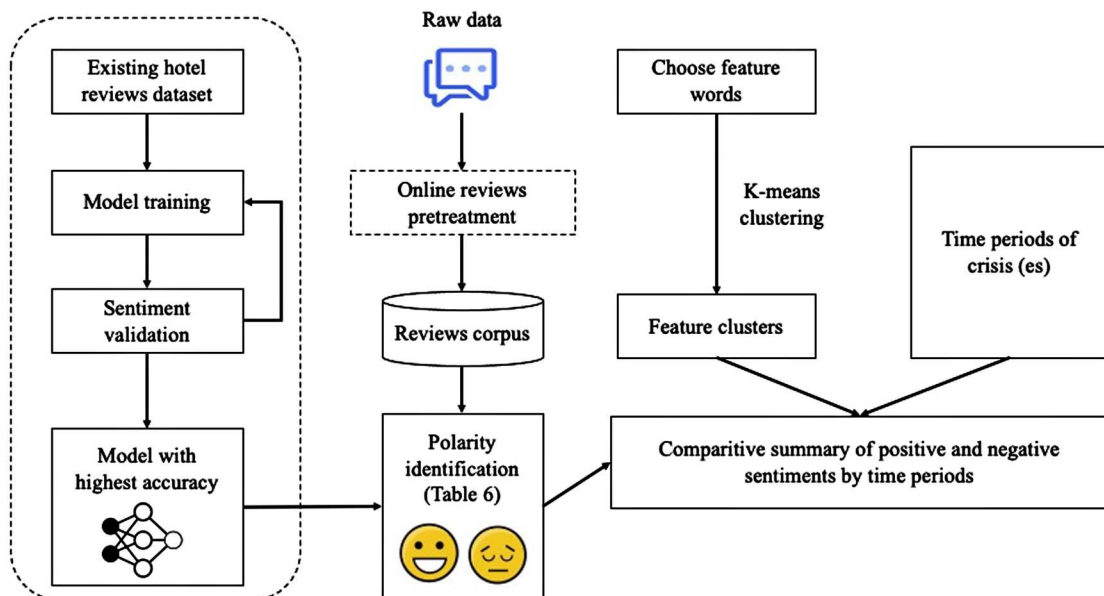 Raw data
Existing hotel
reviews dataset
Model training
Sentiment
validation
Model with
highest accuracy
Online reviews
pretreatment
Reviews corpus
Polarity
identification
(Table 6)
Choose feature
words
K-means
clustering
Feature clusters
Time periods of
crisis (es)
Comparitive summary of positive and negative
sentiments by time periods